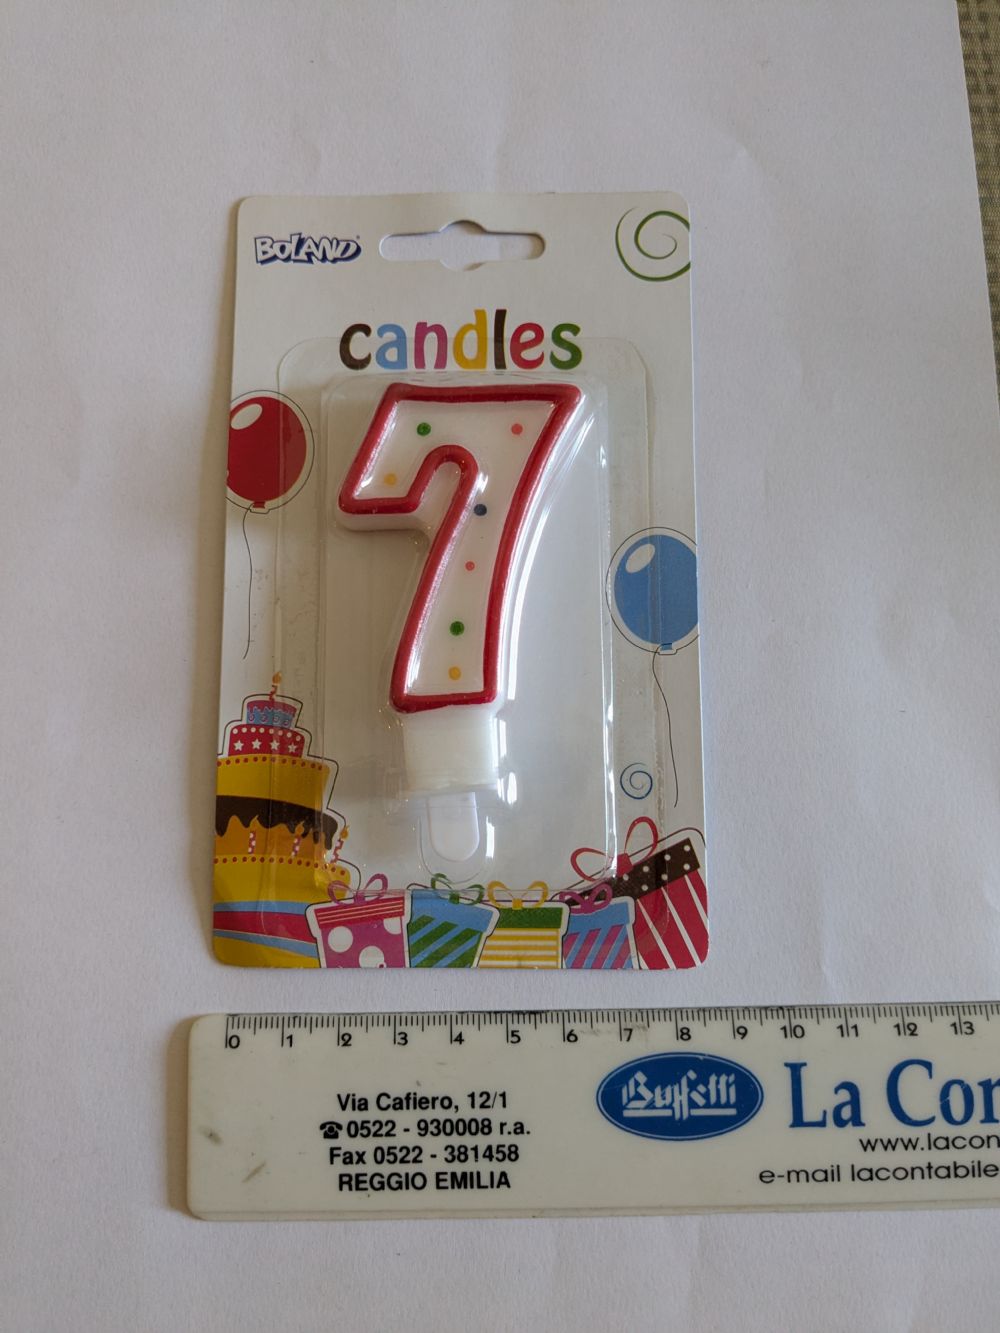 BOLAND
candles
7
0 1 2 3 4 5 6 7 8 9 10 11 12 13
Via Cafiero, 12/1
☎ 0522 - 930008 r.a.
Fax 0522 - 381458
REGGIO EMILIA
Buffetti
La Con
www.lacon
e-mail lacontabile